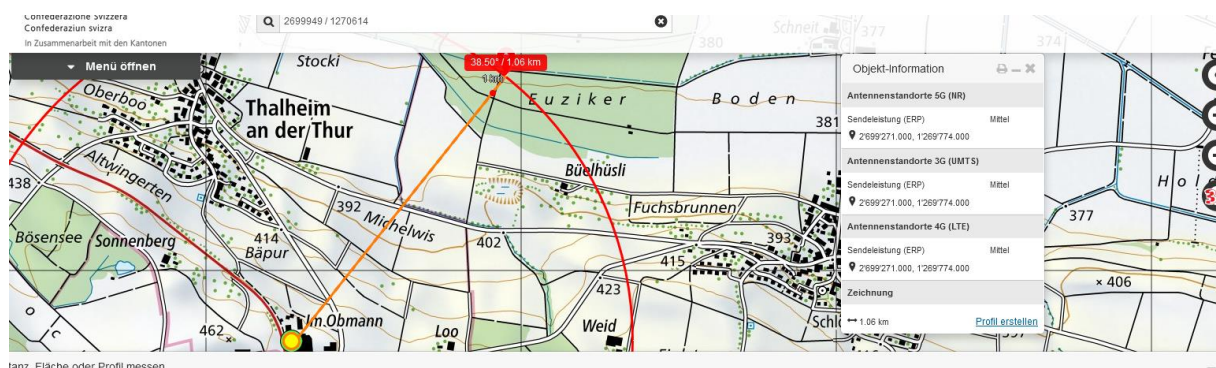 Confederazione Svizzera
Confederaziun svizra
In Zusammenarbeit mit den Kantonen
2699949 / 1270614
Menü öffnen
Schneit
377
380
374
Stocki
38.50° / 1.06 km
1 km
Oberboo
Thalheim
an der Thur
Euziker Boden
381
Altwingerten
438
Büelhüsli
Hol
392
Michelwis
Fuchsbrunnen
377
Bösensee
Sonnenberg
414
Bäpur
402
393
415
406
423
462
Im.Obmann
Loo
Weid
Schl
397
Objekt-Information
Antennenstandorte 5G (NR)
Sendeleistung (ERP) Mittel
2'699'271.000, 1'269'774.000
Antennenstandorte 3G (UMTS)
Sendeleistung (ERP) Mittel
2'699'271.000, 1'269'774.000
Antennenstandorte 4G (LTE)
Sendeleistung (ERP) Mittel
2'699'271.000, 1'269'774.000
Zeichnung
1.06 km Profil erstellen
tanz, Fläche oder Profil messen